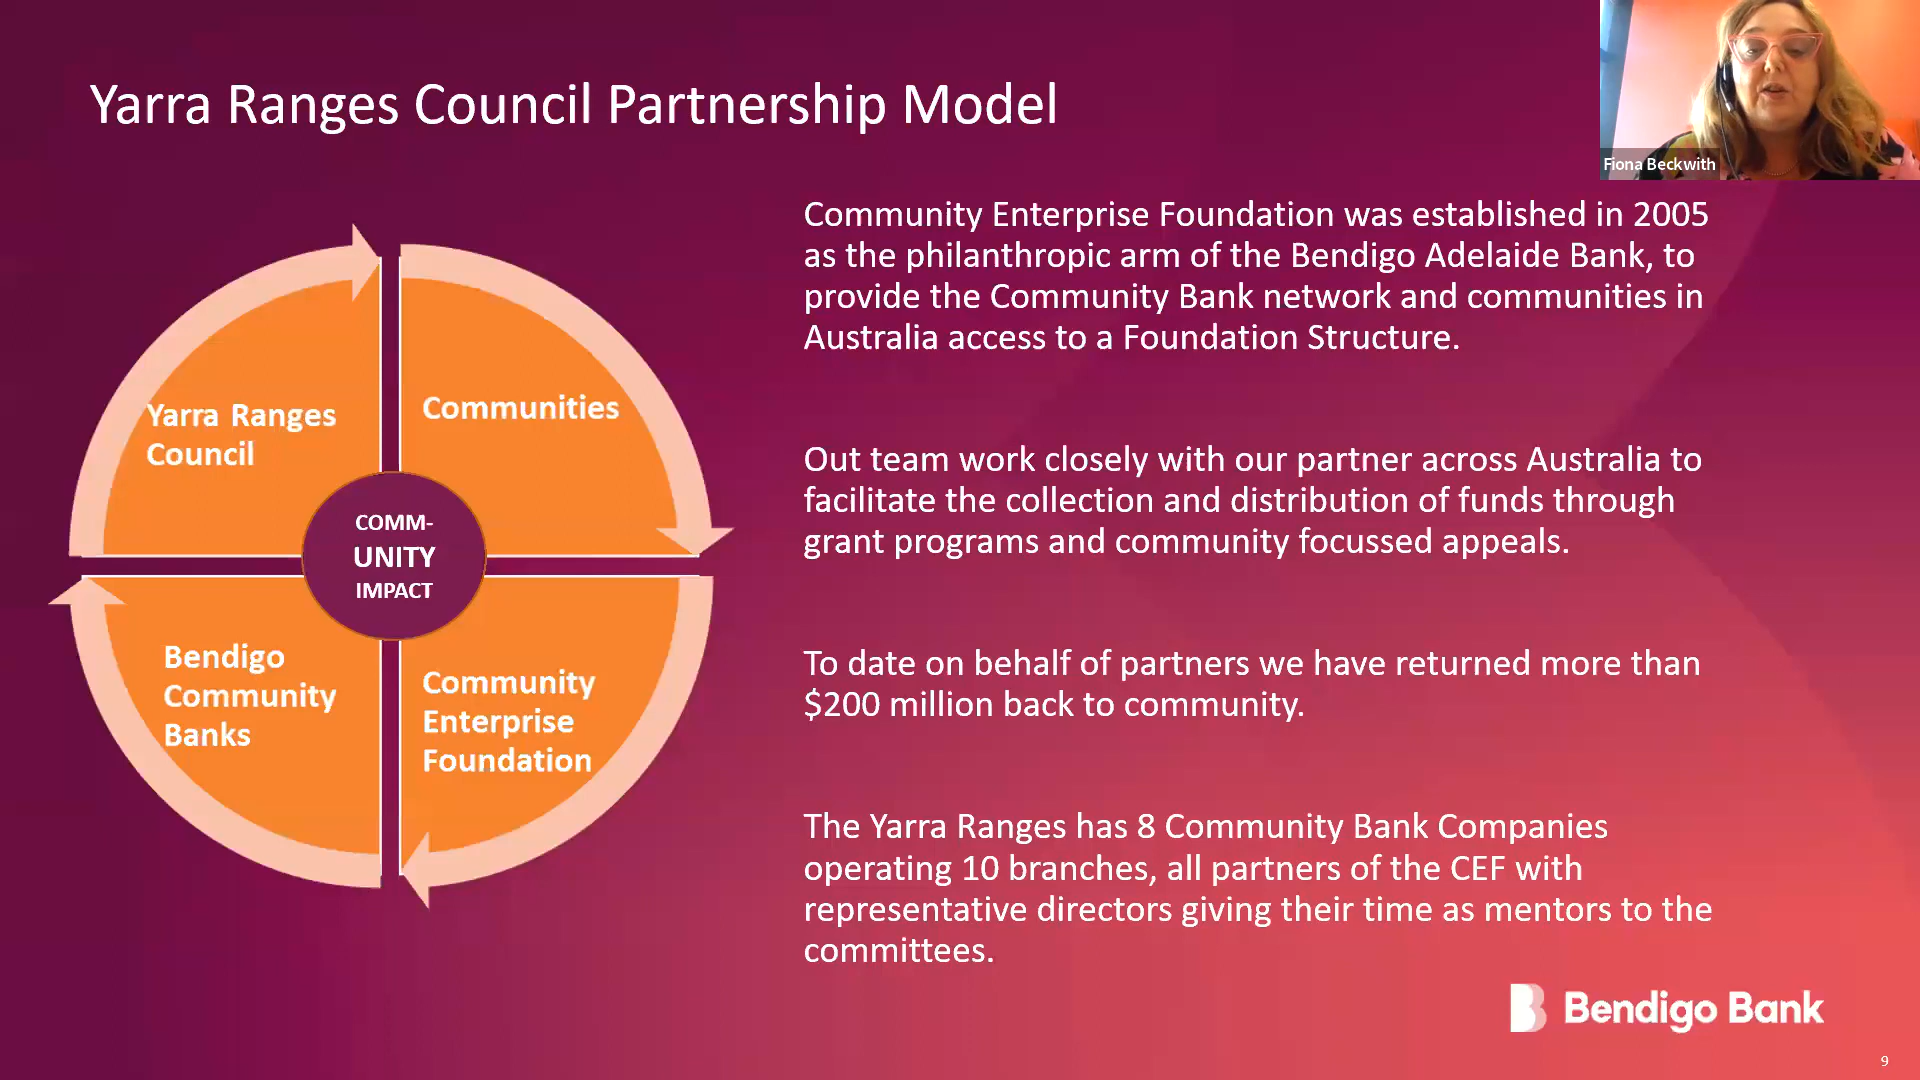 Yarra Ranges Council Partnership Model
Fiona Beckwith
Yarra Ranges
Council
Communities
COMM-
UNITY
IMPACT
Bendigo
Community
Banks
Community
Enterprise
Foundation
Community Enterprise Foundation was established in 2005
as the philanthropic arm of the Bendigo Adelaide Bank, to
provide the Community Bank network and communities in
Australia access to a Foundation Structure.
Out team work closely with our partner across Australia to
facilitate the collection and distribution of funds through
grant programs and community focussed appeals.
To date on behalf of partners we have returned more than
$200 million back to community.
The Yarra Ranges has 8 Community Bank Companies
operating 10 branches, all partners of the CEF with
representative directors giving their time as mentors to the
committees.
Bendigo Bank
9